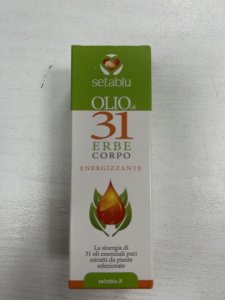 setablu
OLIO di
31
ERBE
CORPO
ENERGIZZANTE
La sinergia di
31 oli essenziali puri
estratti da piante
selezionate
setablu.it